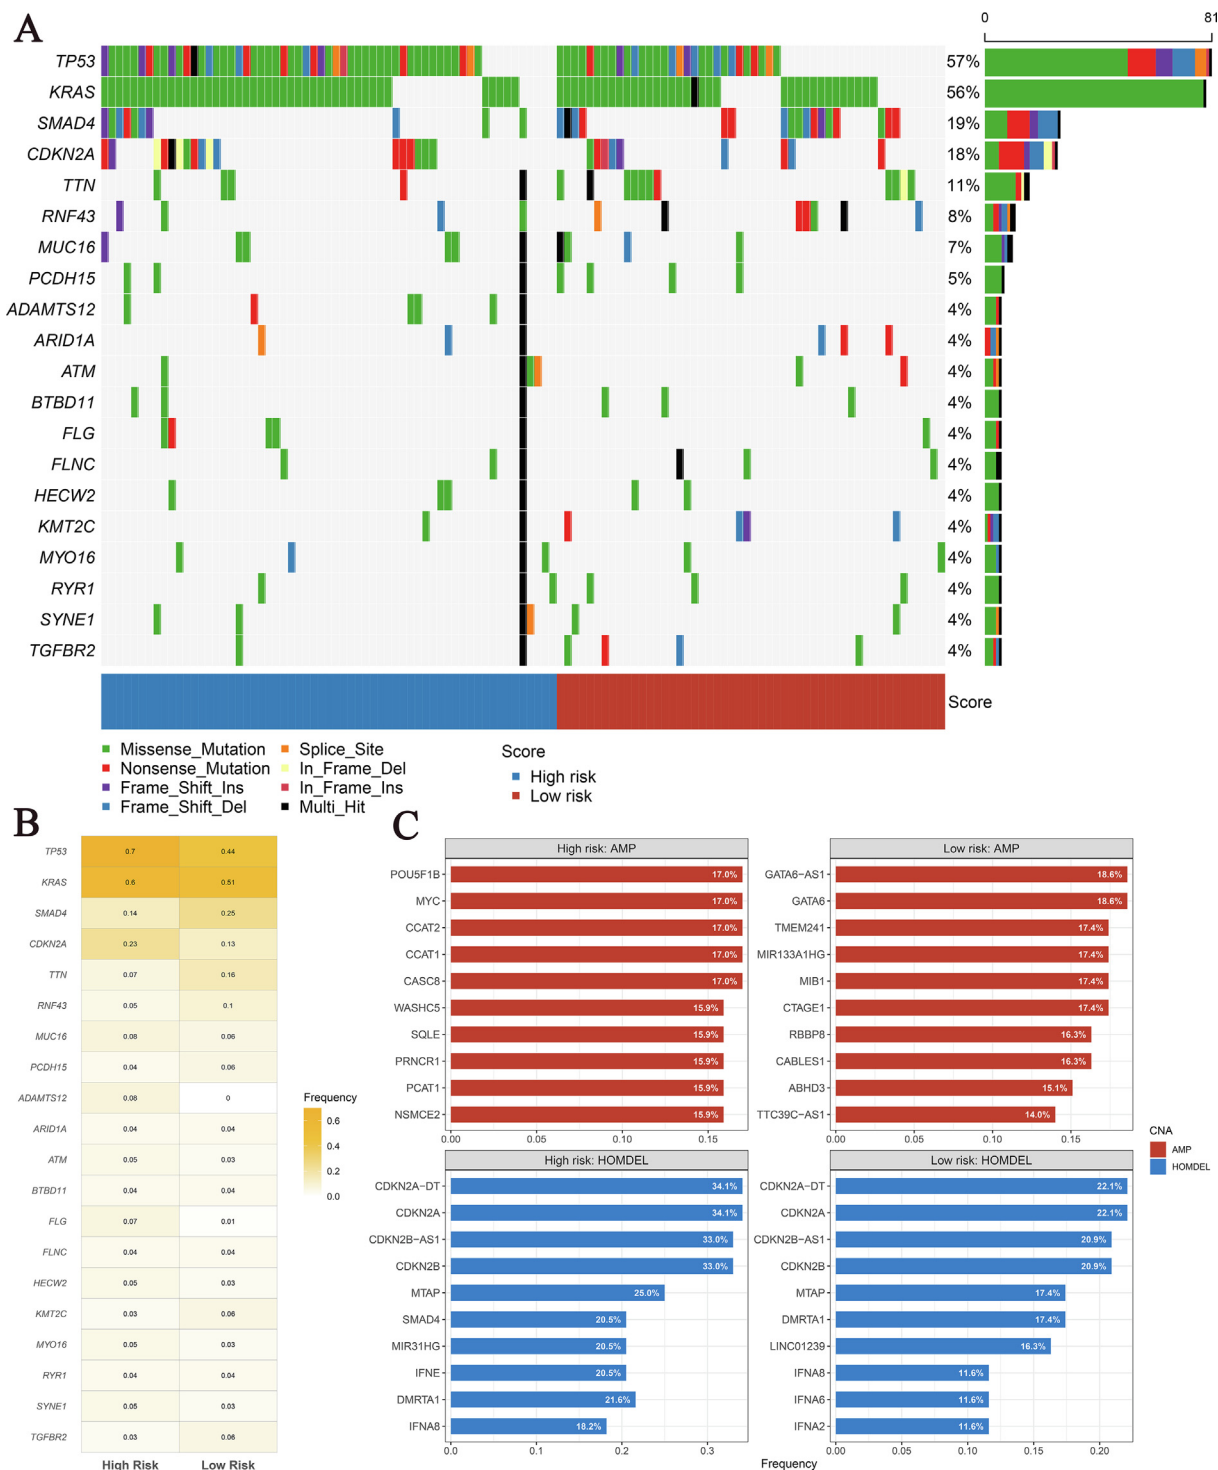 A
0 81
TP53 57%
KRAS 56%
SMAD4 19%
CDKN2A 18%
TTN 11%
RNF43 8%
MUC16 7%
PCDH15 5%
ADAMTS12 4%
ARID1A 4%
ATM 4%
BTBD11 4%
FLG 4%
FLNC 4%
HECW2 4%
KMT2C 4%
MYO16 4%
RYR1 4%
SYNE1 4%
TGFBR2 4%
Score
Missense_Mutation
Nonsense_Mutation
Frame_Shift_Ins
Frame_Shift_Del
Splice_Site
In_Frame_Del
In_Frame_Ins
Multi_Hit
Score
High risk
Low risk
B
TP53 0.7 0.44
KRAS 0.6 0.51
SMAD4 0.14 0.25
CDKN2A 0.23 0.13
TTN 0.07 0.16
RNF43 0.05 0.1
MUC16 0.08 0.06
PCDH15 0.04 0.06
ADAMTS12 0.08 0
ARID1A 0.04 0.04
ATM 0.05 0.03
BTBD11 0.04 0.04
FLG 0.07 0.01
FLNC 0.04 0.04
HECW2 0.05 0.03
KMT2C 0.03 0.06
MYO16 0.05 0.03
RYR1 0.04 0.04
SYNE1 0.05 0.03
TGFBR2 0.03 0.06
High Risk Low Risk
Frequency
0.6
0.4
0.2
0.0
C
High risk: AMP
POU5F1B 17.0%
MYC 17.0%
CCAT2 17.0%
CCAT1 17.0%
CASC8 17.0%
WASHC5 15.9%
SQLE 15.9%
PRNCR1 15.9%
PCAT1 15.9%
NSMCE2 15.9%
0.00 0.05 0.10 0.15
Low risk: AMP
GATA6-AS1 18.6%
GATA6 18.6%
TMEM241 17.4%
MIR133A1HG 17.4%
MIB1 17.4%
CTAGE1 17.4%
RBBP8 16.3%
CABLES1 16.3%
ABHD3 15.1%
TTC39C-AS1 14.0%
0.00 0.05 0.10 0.15
High risk: HOMDEL
CDKN2A-DT 34.1%
CDKN2A 34.1%
CDKN2B-AS1 33.0%
CDKN2B 33.0%
MTAP 25.0%
SMAD4 20.5%
MIR31HG 20.5%
IFNE 20.5%
DMRTA1 21.6%
IFNA8 18.2%
0.0 0.1 0.2 0.3
Low risk: HOMDEL
CDKN2A-DT 22.1%
CDKN2A 22.1%
CDKN2B-AS1 20.9%
CDKN2B 20.9%
MTAP 17.4%
DMRTA1 17.4%
LINC01239 16.3%
IFNA8 11.6%
IFNA6 11.6%
IFNA2 11.6%
0.00 0.05 0.10 0.15 0.20
Frequency
CNA
AMP
HOMDEL